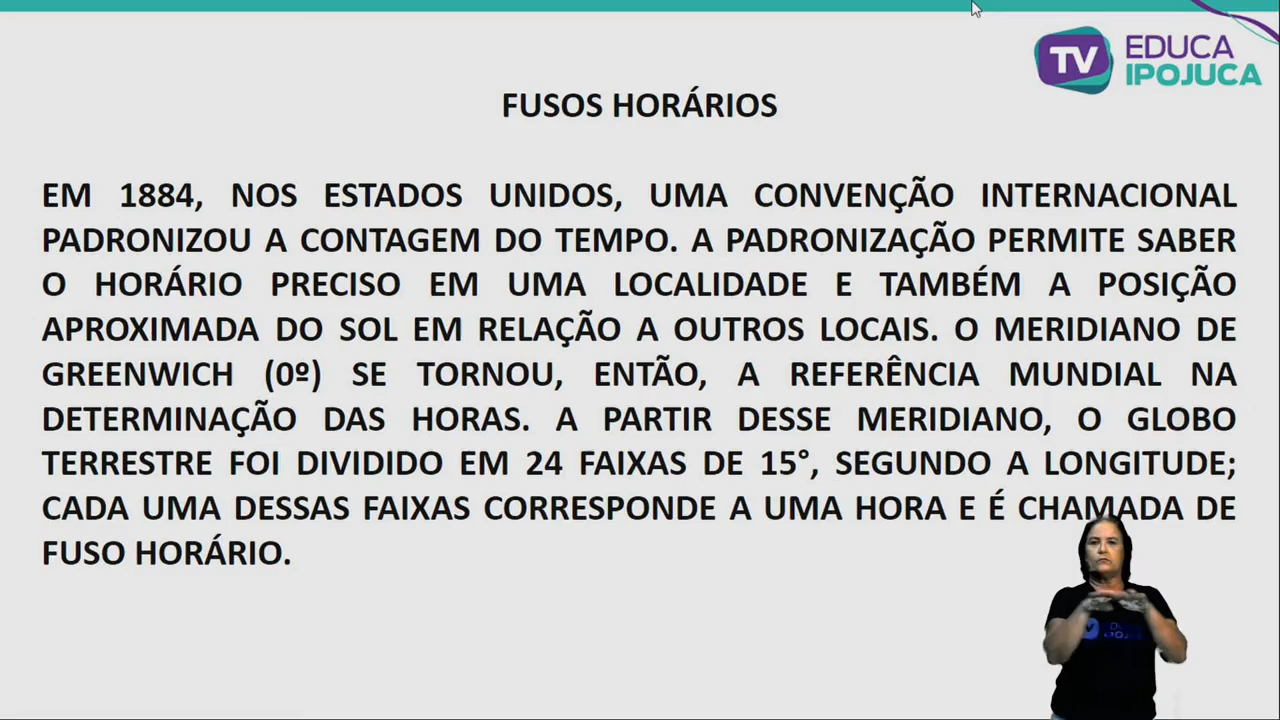 TV EDUCA
IPOJUCA
FUSOS HORÁRIOS
EM 1884, NOS ESTADOS UNIDOS, UMA CONVENÇÃO INTERNACIONAL
PADRONIZOU A CONTAGEM DO TEMPO. A PADRONIZAÇÃO PERMITE SABER
O HORÁRIO PRECISO EM UMA LOCALIDADE E TAMBÉM A POSIÇÃO
APROXIMADA DO SOL EM RELAÇÃO A OUTROS LOCAIS. O MERIDIANO DE
GREENWICH (0º) SE TORNOU, ENTÃO, A REFERÊNCIA MUNDIAL NA
DETERMINAÇÃO DAS HORAS. A PARTIR DESSE MERIDIANO, O GLOBO
TERRESTRE FOI DIVIDIDO EM 24 FAIXAS DE 15°, SEGUNDO A LONGITUDE;
CADA UMA DESSAS FAIXAS CORRESPONDE A UMA HORA E É CHAMADA DE
FUSO HORÁRIO.